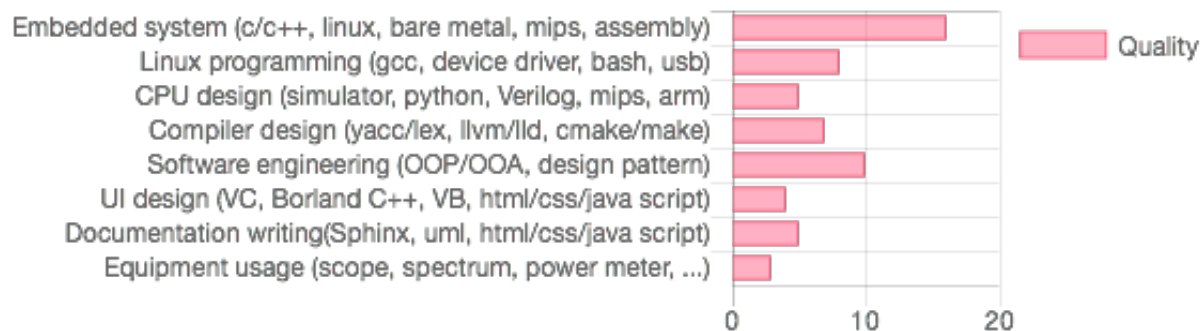 Embedded system (c/c++, linux, bare metal, mips, assembly)
Linux programming (gcc, device driver, bash, usb)
CPU design (simulator, python, Verilog, mips, arm)
Compiler design (yacc/lex, llvm/lld, cmake/make)
Software engineering (OOP/OOA, design pattern)
UI design (VC, Borland C++, VB, html/css/java script)
Documentation writing(Sphinx, uml, html/css/java script)
Equipment usage (scope, spectrum, power meter, ...)
0 10 20
Quality